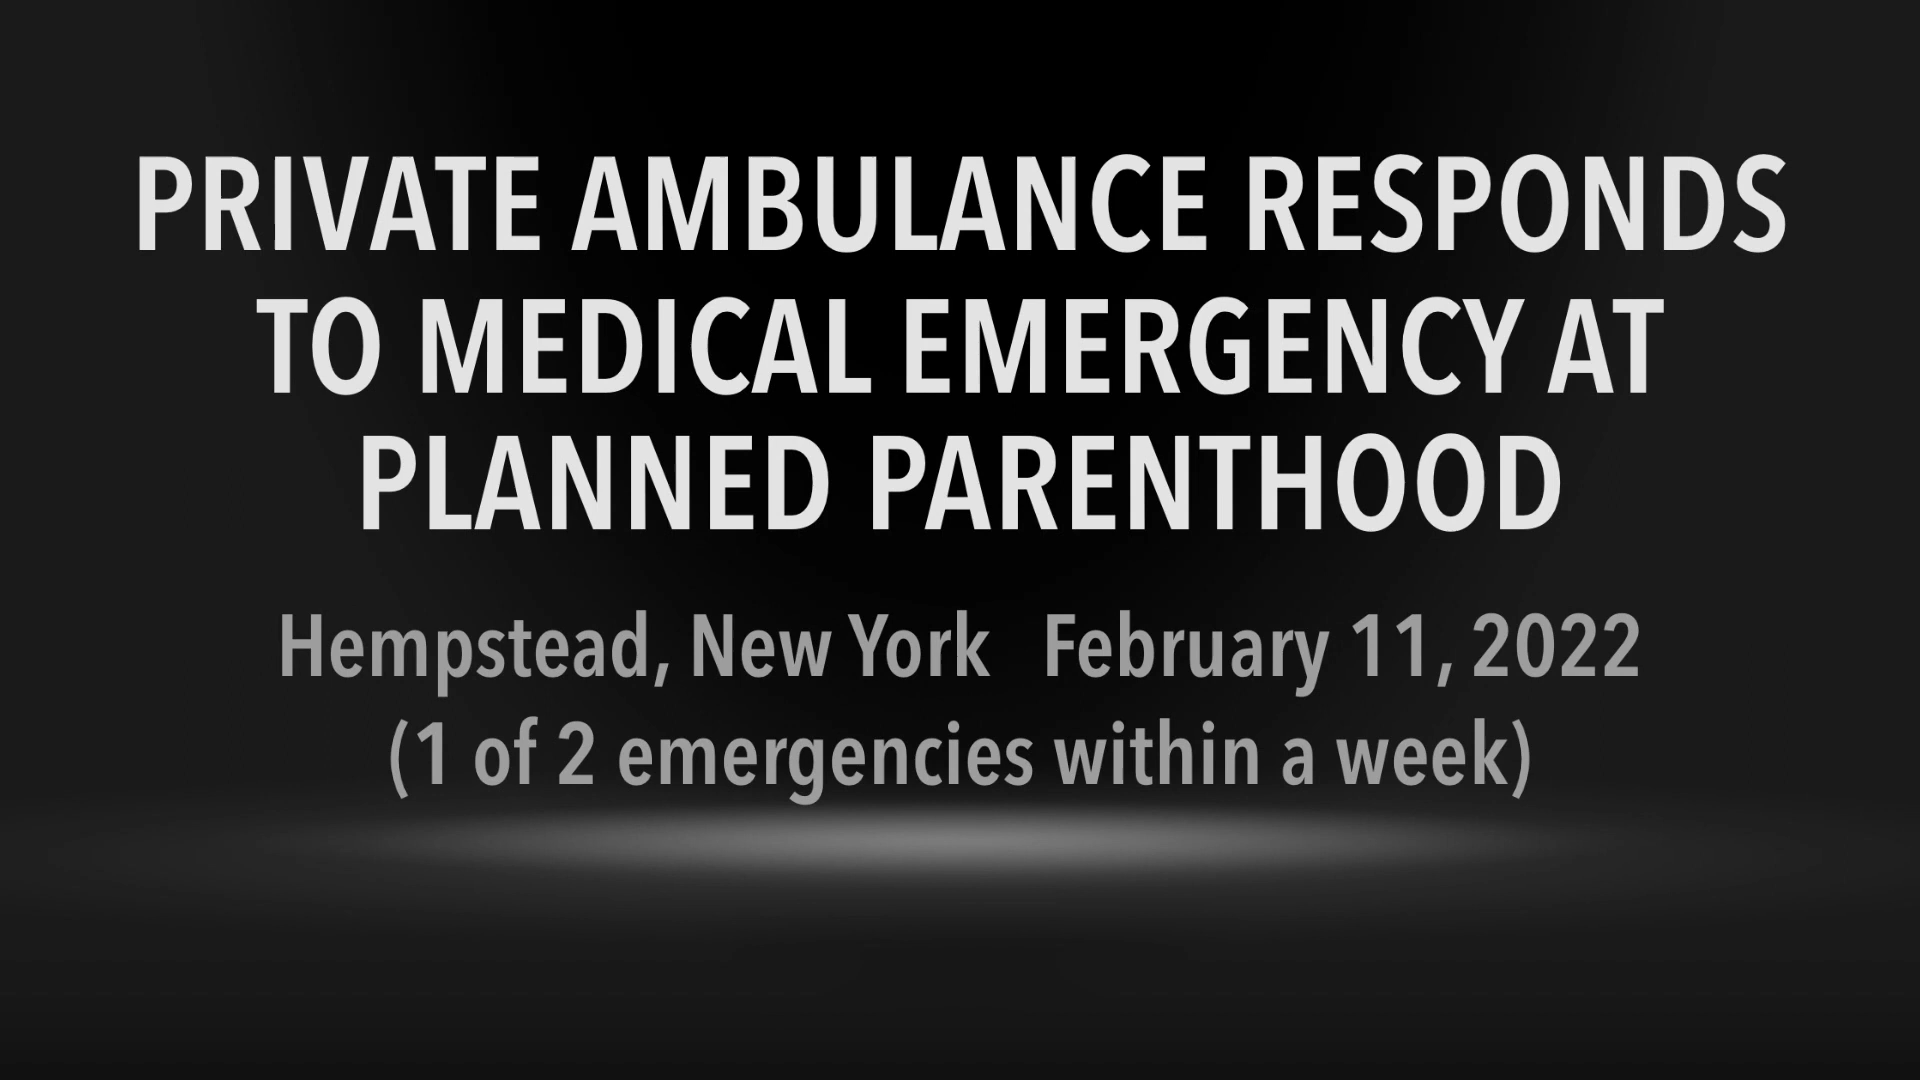 PRIVATE AMBULANCE RESPONDS
TO MEDICAL EMERGENCY AT
PLANNED PARENTHOOD
Hempstead, New York   February 11, 2022
(1 of 2 emergencies within a week)